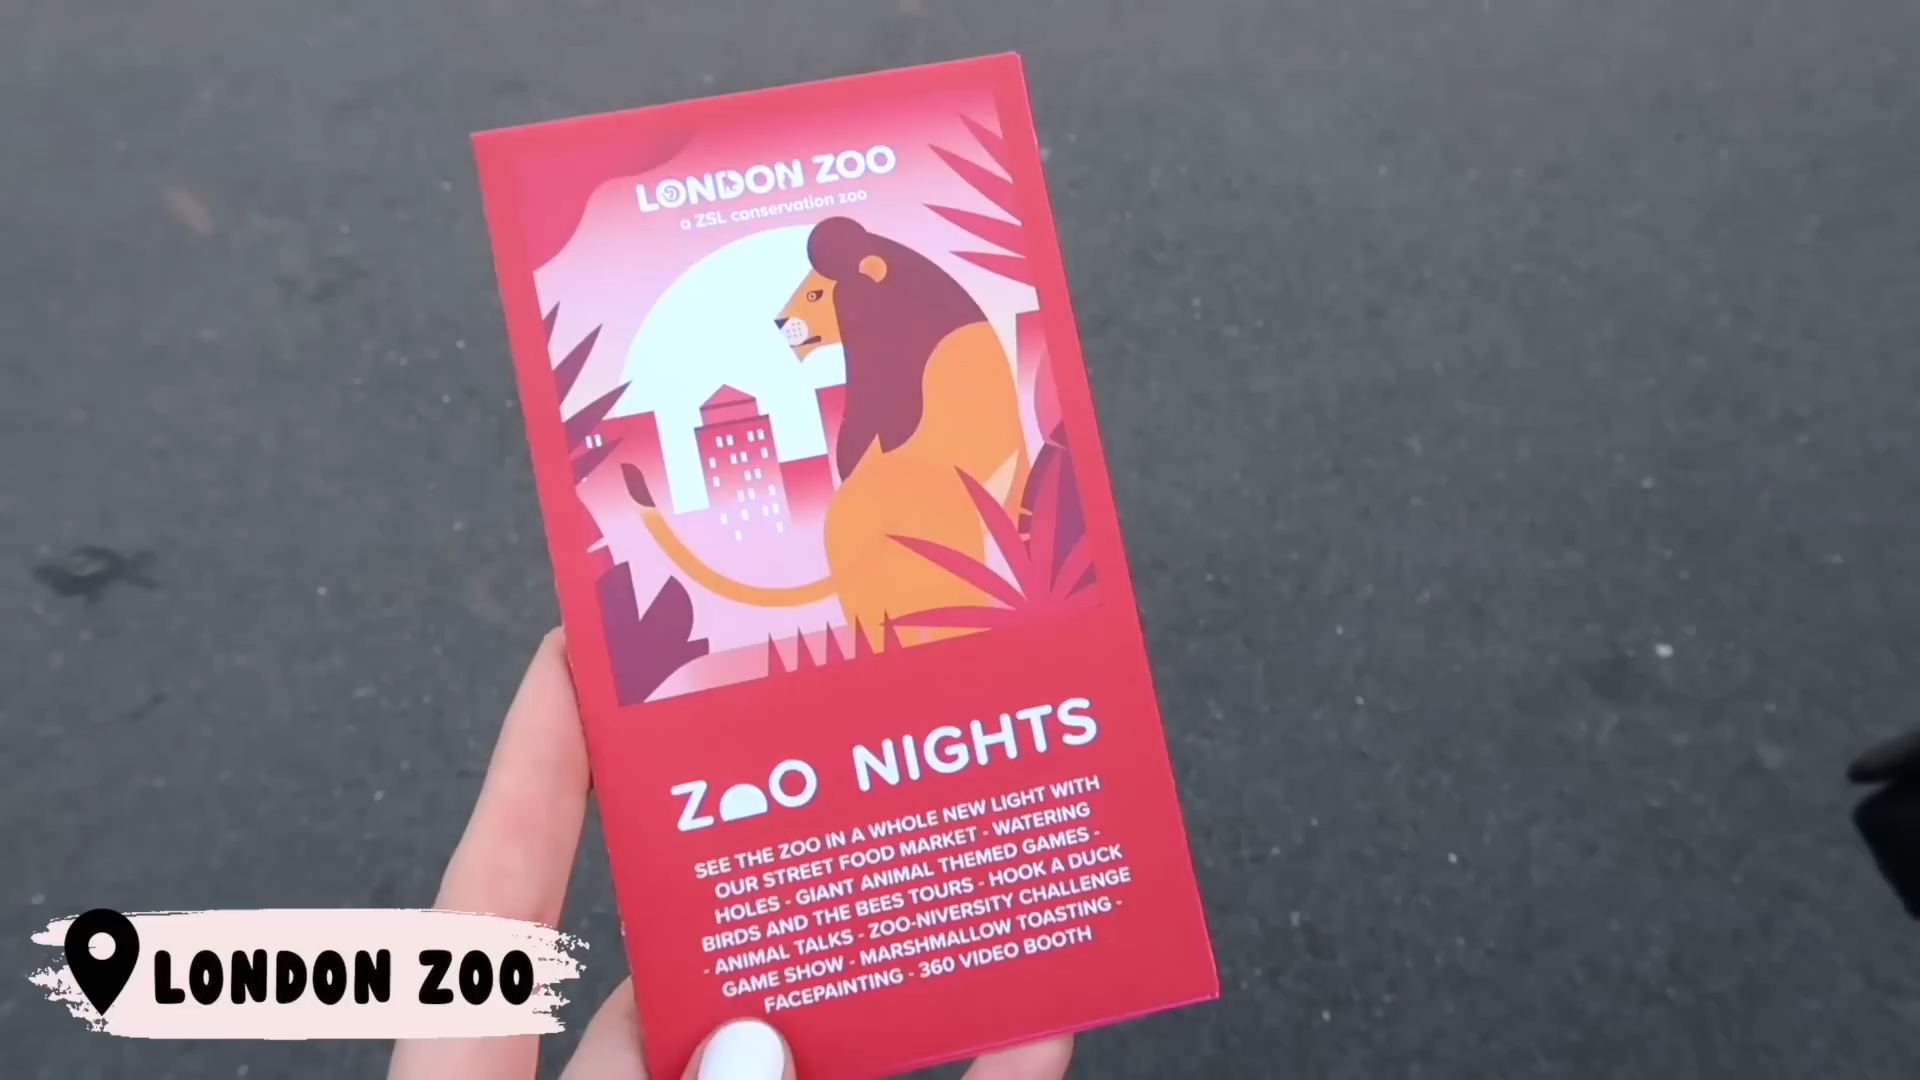 LONDON ZOO
a ZSL conservation zoo
ZOO NIGHTS
SEE THE ZOO IN A WHOLE NEW LIGHT WITH
OUR STREET FOOD MARKET - WATERING
HOLES - GIANT ANIMAL THEMED GAMES -
BIRDS AND THE BEES TOURS - HOOK A DUCK
- ANIMAL TALKS - ZOO-NIVERSITY CHALLENGE
GAME SHOW - MARSHMALLOW TOASTING -
FACEPAINTING - 360 VIDEO BOOTH
LONDON ZOO